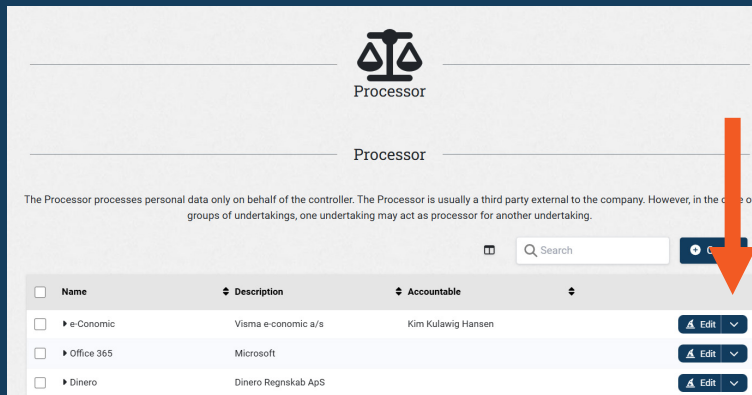 Processor
Processor
The Processor processes personal data only on behalf of the controller. The Processor is usually a third party external to the company. However, in the
groups of undertakings, one undertaking may act as processor for another undertaking.
Search
Name Description Accountable
e-Conomic Visma e-conomic a/s Kim Kulawig Hansen Edit
Office 365 Microsoft Edit
Dinero Dinero Regnskab ApS Edit